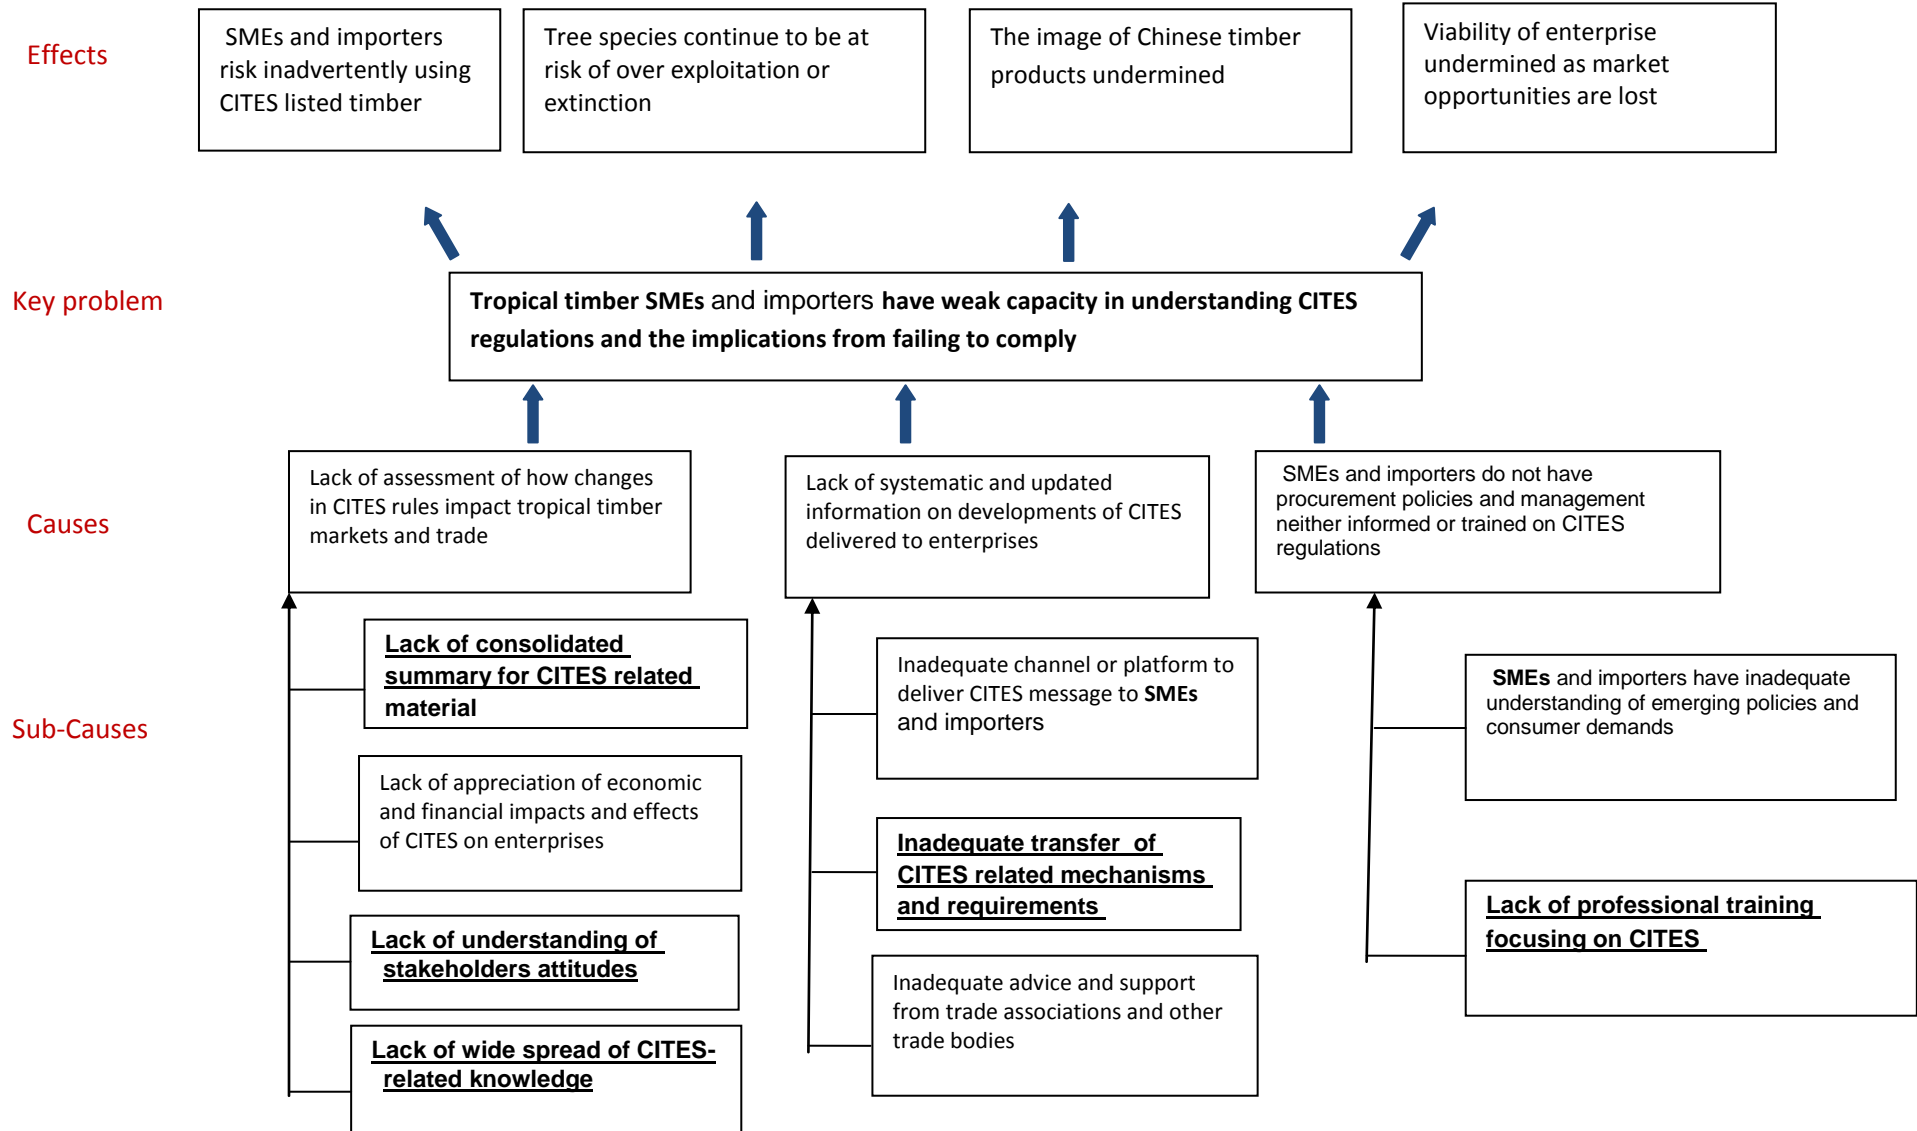 Effects
SMEs and importers
risk inadvertently using
CITES listed timber
Tree species continue to be at
risk of over exploitation or
extinction
The image of Chinese timber
products undermined
Viability of enterprise
undermined as market
opportunities are lost
Key problem
Tropical timber SMEs and importers have weak capacity in understanding CITES
regulations and the implications from failing to comply
Causes
Lack of assessment of how changes
in CITES rules impact tropical timber
markets and trade
Lack of systematic and updated
information on developments of CITES
delivered to enterprises
SMEs and importers do not have
procurement policies and management
neither informed or trained on CITES
regulations
Sub-Causes
Lack of consolidated
summary for CITES related
material
Lack of appreciation of economic
and financial impacts and effects
of CITES on enterprises
Lack of understanding of
stakeholders attitudes
Lack of wide spread of CITES-
related knowledge
Inadequate channel or platform to
deliver CITES message to SMEs
and importers
Inadequate transfer of
CITES related mechanisms
and requirements
Inadequate advice and support
from trade associations and other
trade bodies
SMEs and importers have inadequate
understanding of emerging policies and
consumer demands
Lack of professional training
focusing on CITES